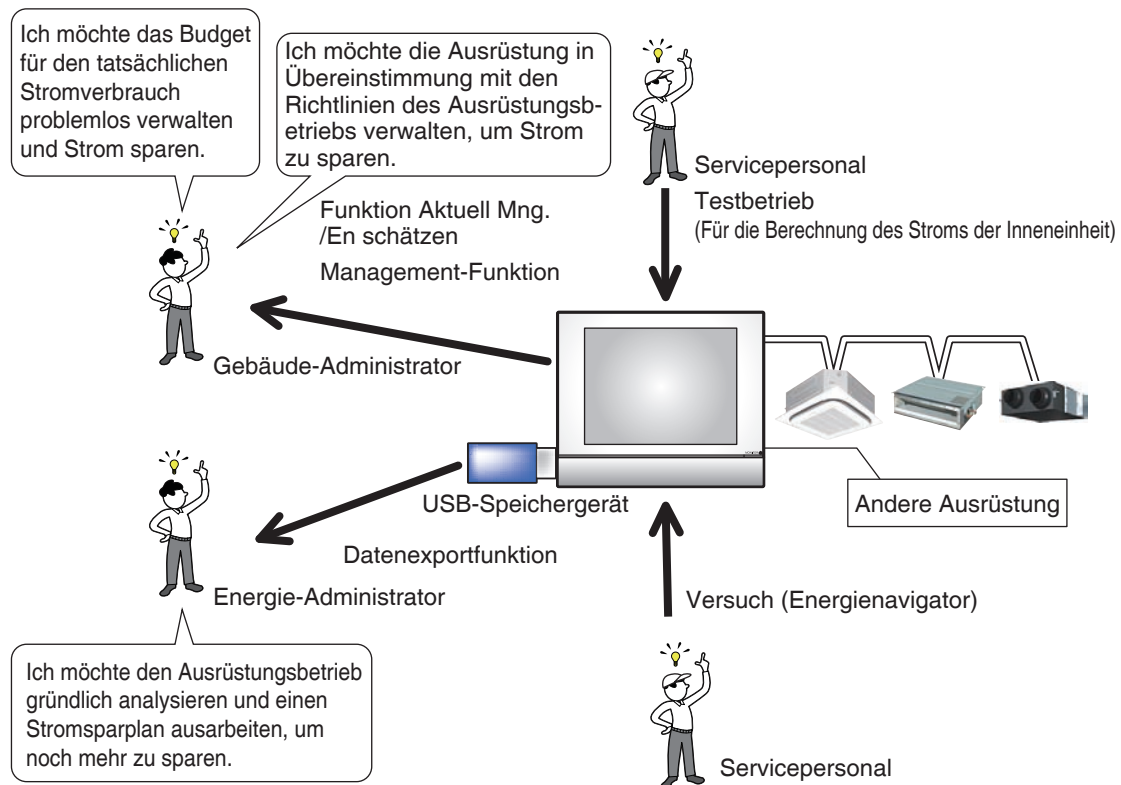 Ich möchte das Budget
für den tatsächlichen
Stromverbrauch
problemlos verwalten
und Strom sparen.
Ich möchte die Ausrüstung in
Übereinstimmung mit den
Richtlinien des Ausrüstungsb-
etriebs verwalten, um Strom
zu sparen.
Servicepersonal
Testbetrieb
(Für die Berechnung des Stroms der Inneneinheit)
Funktion Aktuell Mng.
/En schätzen
Management-Funktion
Gebäude-Administrator
USB-Speichergerät
Andere Ausrüstung
Datenexportfunktion
Energie-Administrator
Versuch (Energienavigator)
Ich möchte den Ausrüstungsbetrieb
gründlich analysieren und einen
Stromsparplan ausarbeiten, um
noch mehr zu sparen.
Servicepersonal